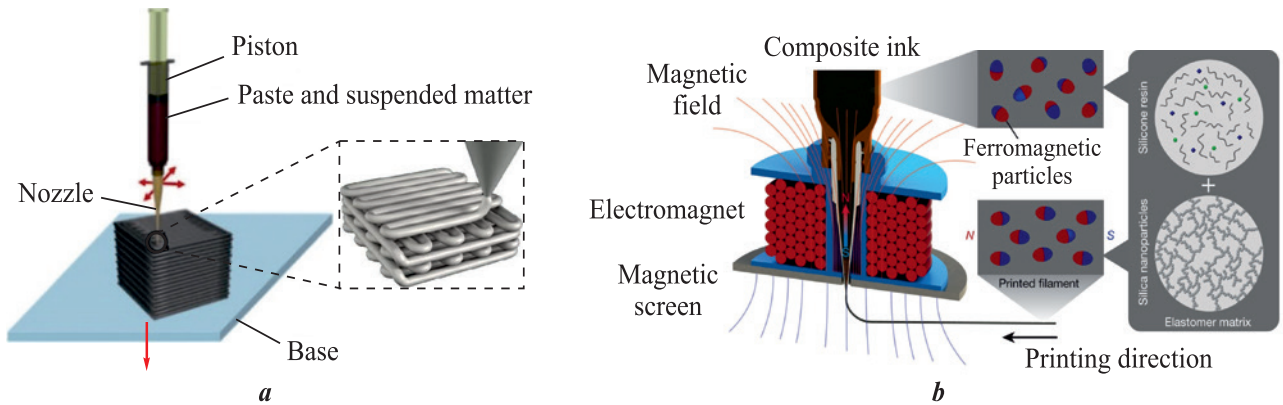 Piston
Paste and suspended matter
Nozzle
Base
a
Composite ink
Magnetic
field
Ferromagnetic
particles
Electromagnet
Magnetic
screen
N
S
S
Printed filament
Silicone resin
+
Silica nanoparticles
Elastomer matrix
Printing direction
b